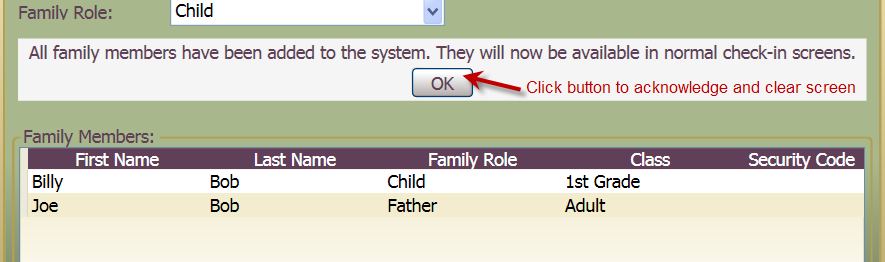 Family Role: Child
All family members have been added to the system. They will now be available in normal check-in screens.
OK Click button to acknowledge and clear screen
Family Members:
First Name Last Name Family Role Class Security Code
Billy Bob Child 1st Grade
Joe Bob Father Adult